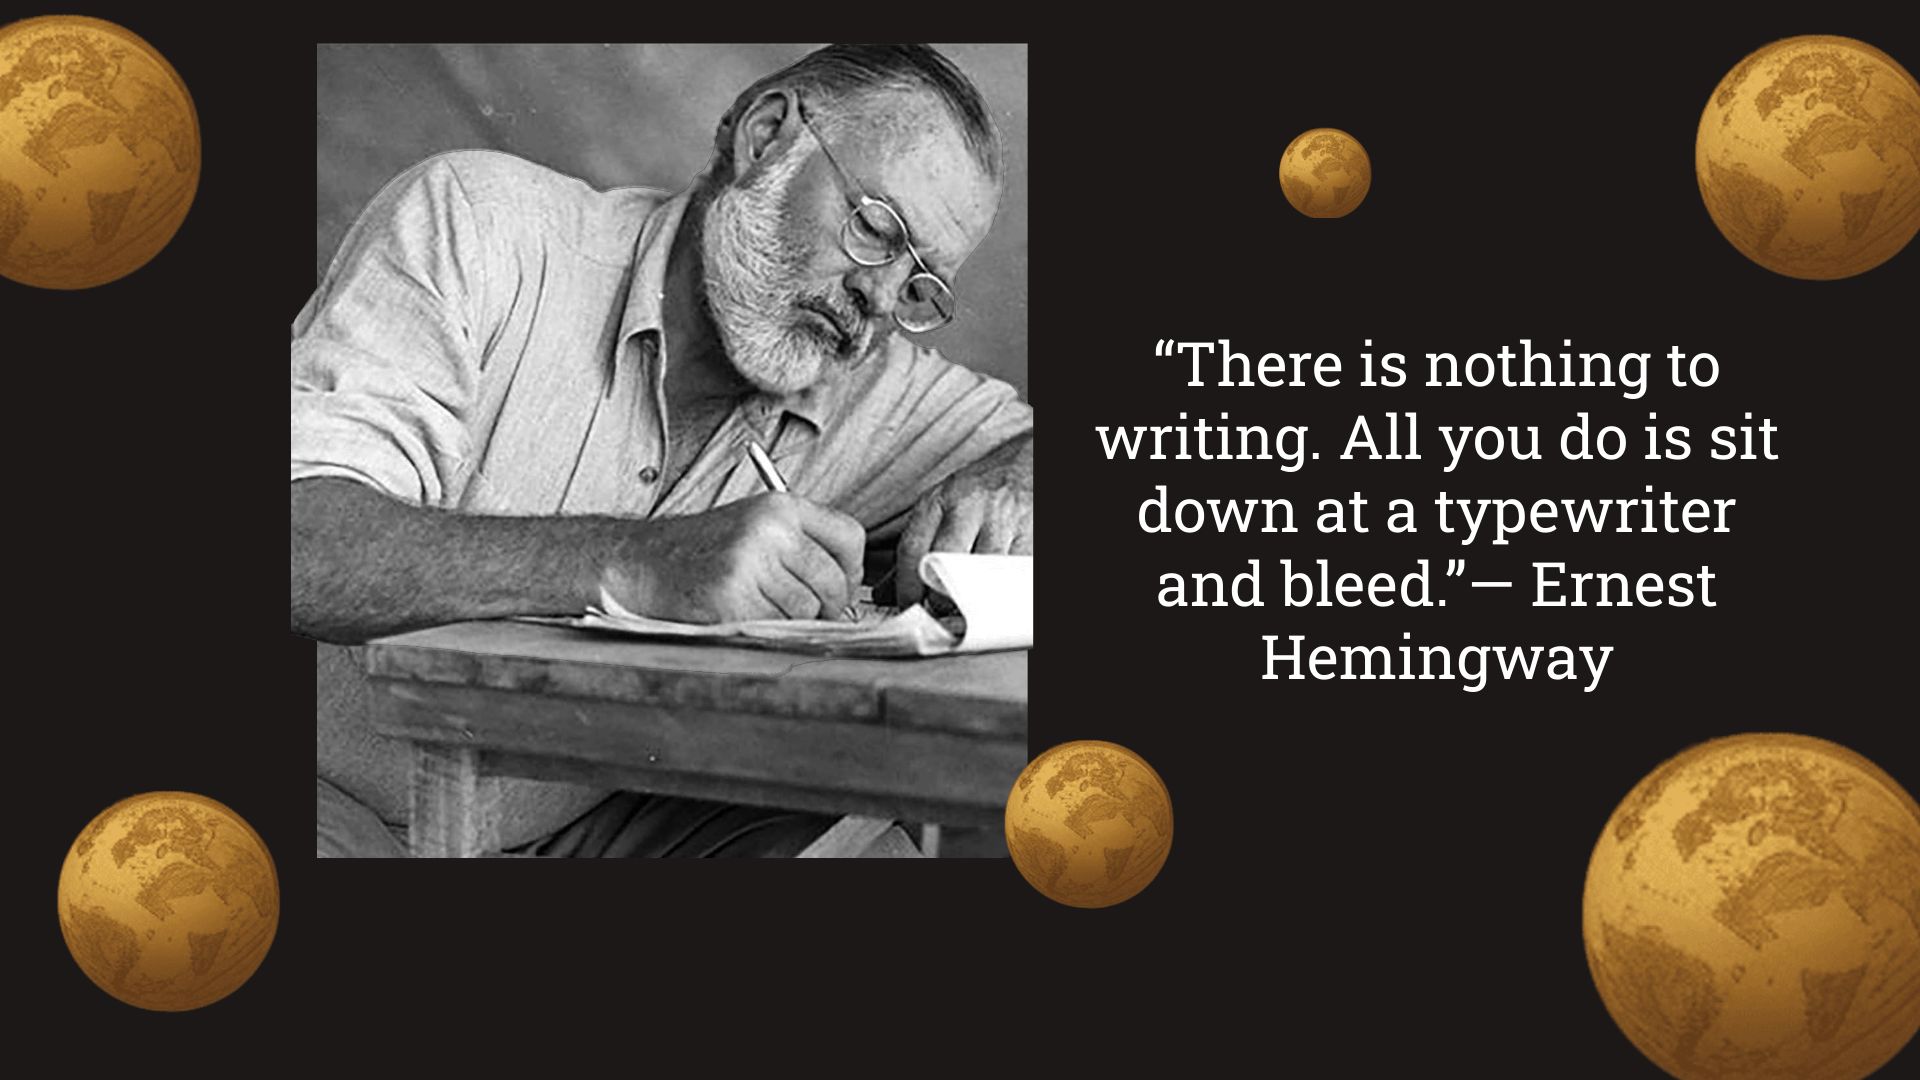 “There is nothing to
writing. All you do is sit
down at a typewriter
and bleed.”— Ernest
Hemingway